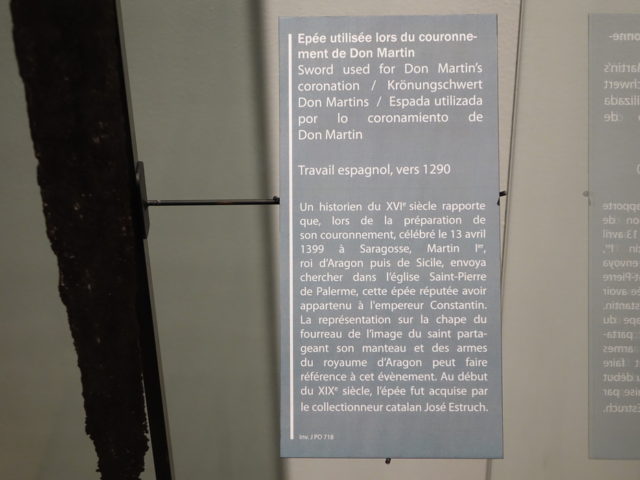 Epée utilisée lors du couronne-
ment de Don Martin
Sword used for Don Martin's
coronation / Krönungschwert
Don Martins / Espada utilizada
por lo coronamiento de
Don Martin
Travail espagnol, vers 1290
Un historien du XVIe siècle rapporte
que, lors de la préparation de
son couronnement, célébré le 13 avril
1399 à Saragosse, Martin Ier,
roi d'Aragon puis de Sicile, envoya
chercher dans l'église Saint-Pierre
de Palerme, cette épée réputée avoir
appartenu à l'empereur Constantin.
La représentation sur la chape du
fourreau de l'image du saint parta-
geant son manteau et des armes
du royaume d'Aragon peut faire
référence à cet évènement. Au début
du XIXe siècle, l'épée fut acquise par
le collectionneur catalan José Estruch.
Inv. J PO 718